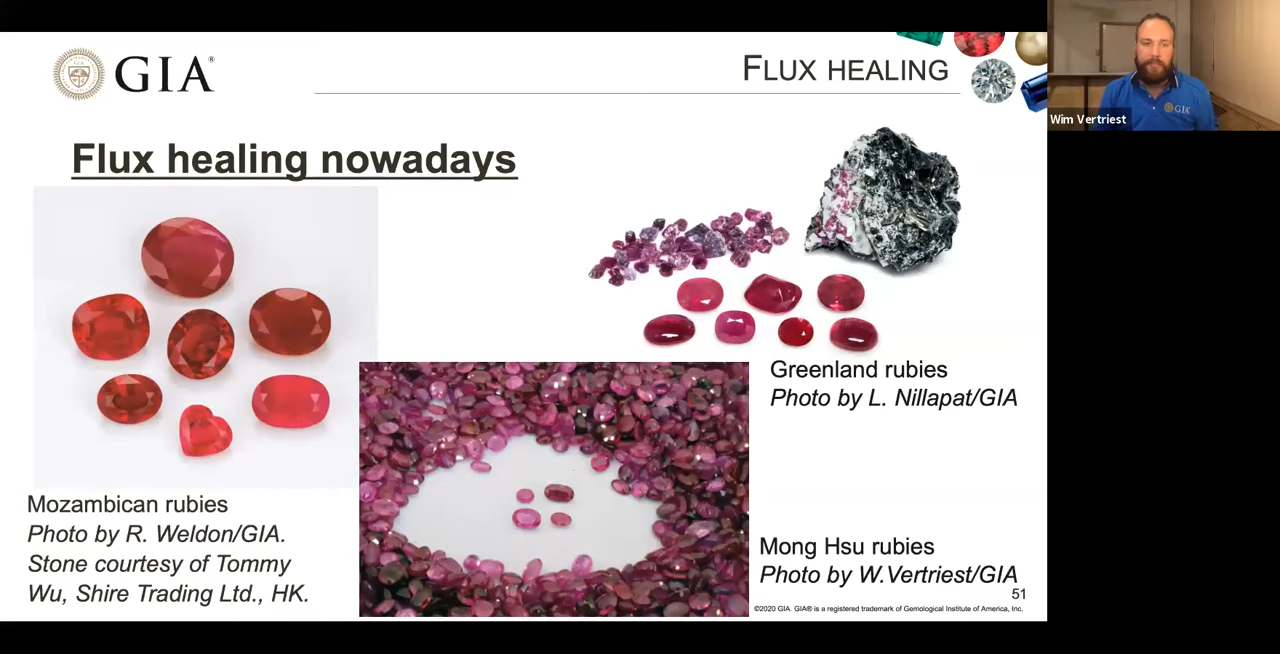 GIA®
FLUX HEALING
Wim Vertriest
GIA
Flux healing nowadays
Greenland rubies
Photo by L. Nillapat/GIA
Mozambican rubies
Photo by R. Weldon/GIA.
Stone courtesy of Tommy
Wu, Shire Trading Ltd., HK.
Mong Hsu rubies
Photo by W.Vertriest/GIA
51
©2020 GIA. GIA® is a registered trademark of Gemological Institute of America, Inc.